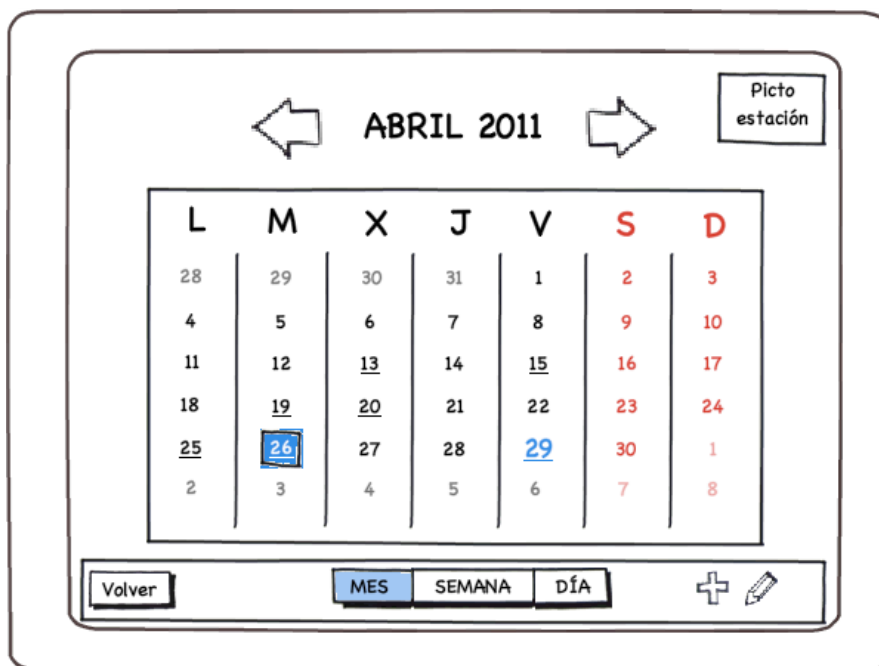 Picto
estación
ABRIL 2011
L M X J V S D
28 29 30 31 1 2 3
4 5 6 7 8 9 10
11 12 13 14 15 16 17
18 19 20 21 22 23 24
25 26 27 28 29 30 1
2 3 4 5 6 7 8
Volver MES SEMANA DÍA